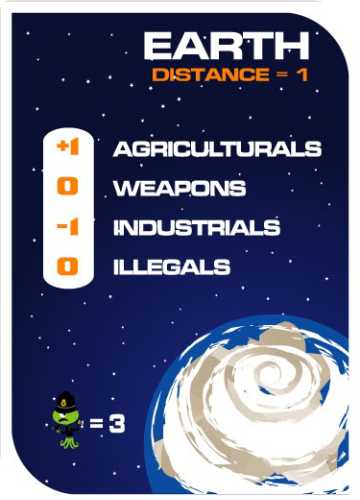 EARTH
DISTANCE = 1
+1 AGRICULTURALS
0 WEAPONS
-1 INDUSTRIALS
0 ILLEGALS
= 3